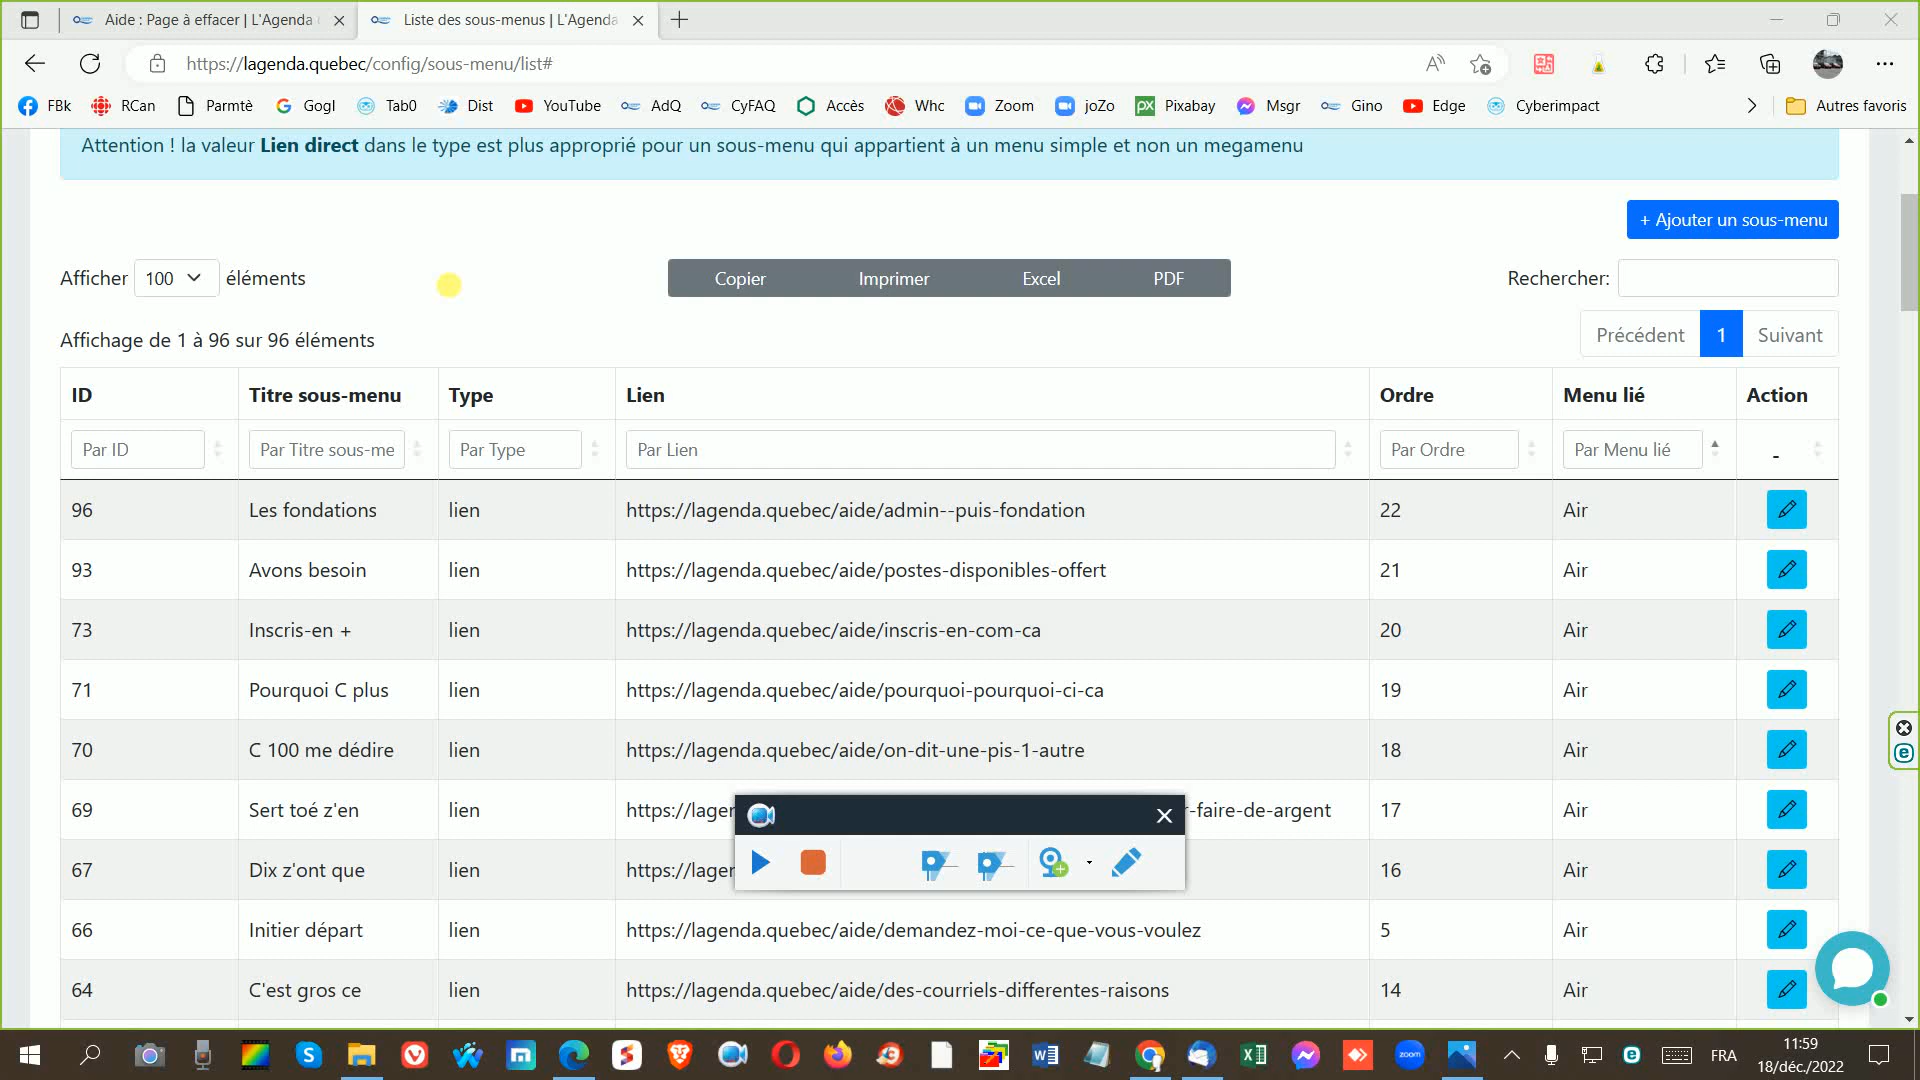 Aide : Page à effacer | L'Agenda
Liste des sous-menus | L'Agenda
https://lagenda.quebec/config/sous-menu/list#
FBk
RCan
Parmtè
Gogl
Tab0
Dist
YouTube
AdQ
CyFAQ
Accès
Whc
Zoom
joZo
Pixabay
Msgr
Gino
Edge
Cyberimpact
Autres favoris
Attention ! la valeur Lien direct dans le type est plus approprié pour un sous-menu qui appartient à un menu simple et non un megamenu
+ Ajouter un sous-menu
Afficher 100 éléments
Copier Imprimer Excel PDF
Rechercher:
Affichage de 1 à 96 sur 96 éléments
Précédent 1 Suivant
ID Titre sous-menu Type Lien Ordre Menu lié Action
Par ID Par Titre sous-me Par Type Par Lien Par Ordre Par Menu lié -
96 Les fondations lien https://lagenda.quebec/aide/admin--puis-fondation 22 Air
93 Avons besoin lien https://lagenda.quebec/aide/postes-disponibles-offert 21 Air
73 Inscris-en + lien https://lagenda.quebec/aide/inscris-en-com-ca 20 Air
71 Pourquoi C plus lien https://lagenda.quebec/aide/pourquoi-pourquoi-ci-ca 19 Air
70 C 100 me dédire lien https://lagenda.quebec/aide/on-dit-une-pis-1-autre 18 Air
69 Sert toé z'en lien https://lager -faire-de-argent 17 Air
67 Dix z'ont que lien https://lager 16 Air
66 Initier départ lien https://lagenda.quebec/aide/demandez-moi-ce-que-vous-voulez 5 Air
64 C'est gros ce lien https://lagenda.quebec/aide/des-courriels-differentes-raisons 14 Air
zoom
FRA
11:59
18/déc./2022